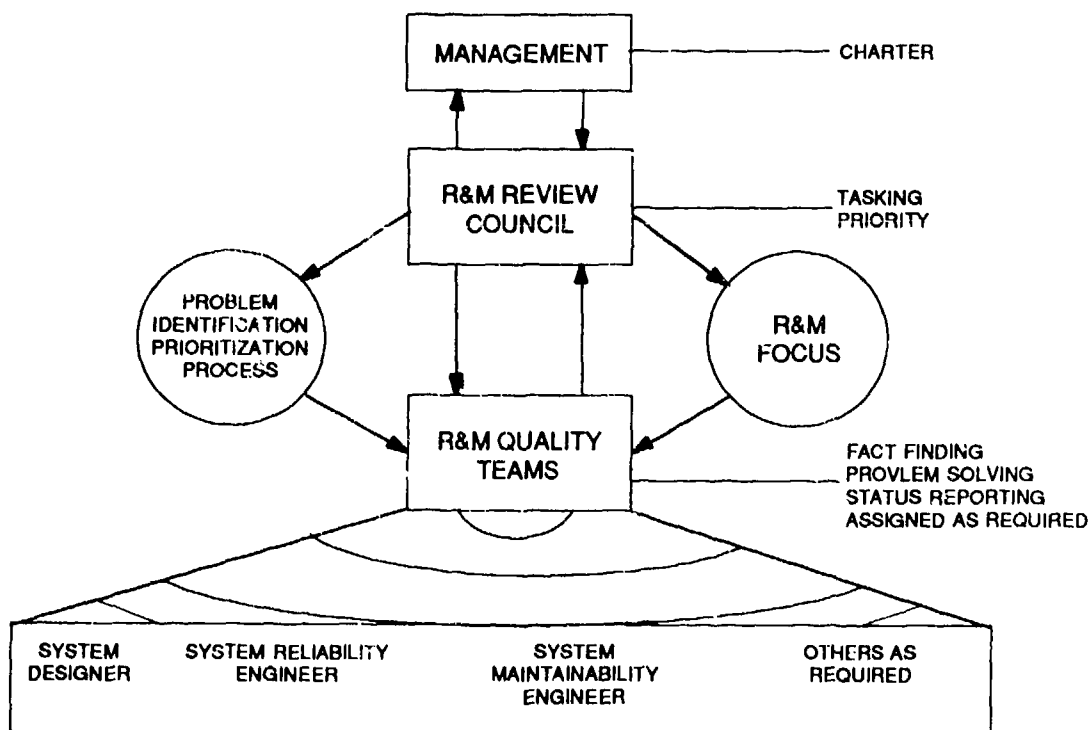 MANAGEMENT
CHARTER
R&M REVIEW
COUNCIL
TASKING
PRIORITY
PROBLEM
IDENTIFICATION
PRIORITIZATION
PROCESS
R&M
FOCUS
R&M QUALITY
TEAMS
FACT FINDING
PROVLEM SOLVING
STATUS REPORTING
ASSIGNED AS REQUIRED
SYSTEM
DESIGNER
SYSTEM RELIABILITY
ENGINEER
SYSTEM
MAINTAINABILITY
ENGINEER
OTHERS AS
REQUIRED